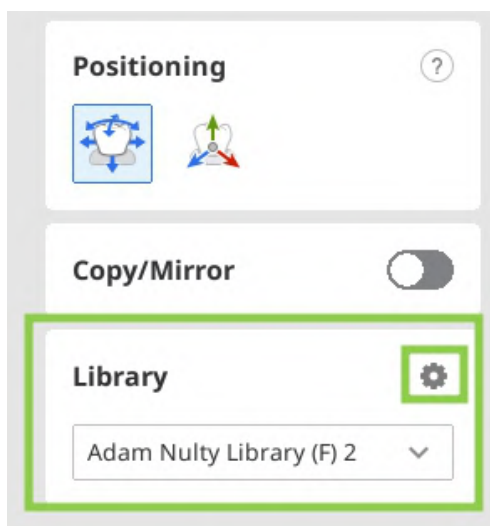 Positioning
?
Copy/Mirror
Library
Adam Nulty Library (F) 2